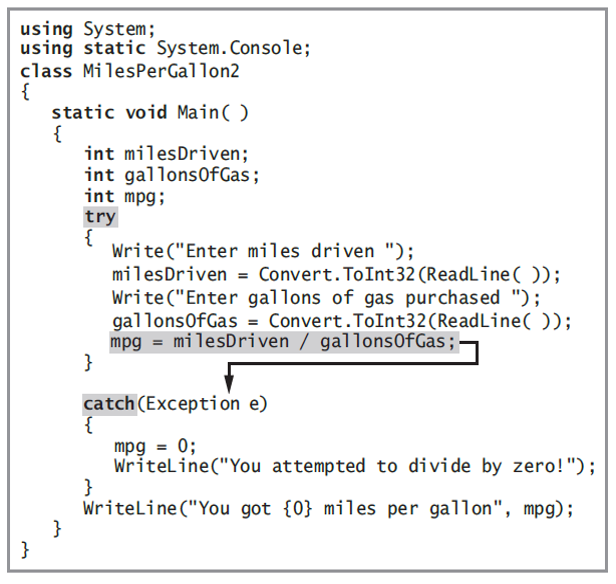 using System;
using static System.Console;
class MilesPerGallon2
{
   static void Main( )
   {
      int milesDriven;
      int gallonsOfGas;
      int mpg;
      try
      {
         Write("Enter miles driven ");
         milesDriven = Convert.ToInt32(ReadLine( ));
         Write("Enter gallons of gas purchased ");
         gallonsOfGas = Convert.ToInt32(ReadLine( ));
         mpg = milesDriven / gallonsOfGas;
      }
      catch(Exception e)
      {
         mpg = 0;
         WriteLine("You attempted to divide by zero!");
      }
      WriteLine("You got {0} miles per gallon", mpg);
   }
}